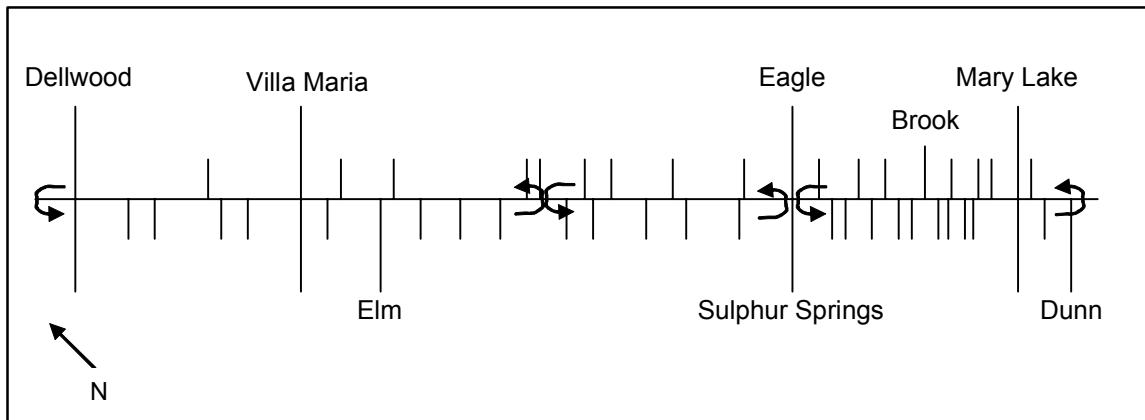 Dellwood
Villa Maria
Eagle
Mary Lake
Brook
Elm
Sulphur Springs
Dunn
N